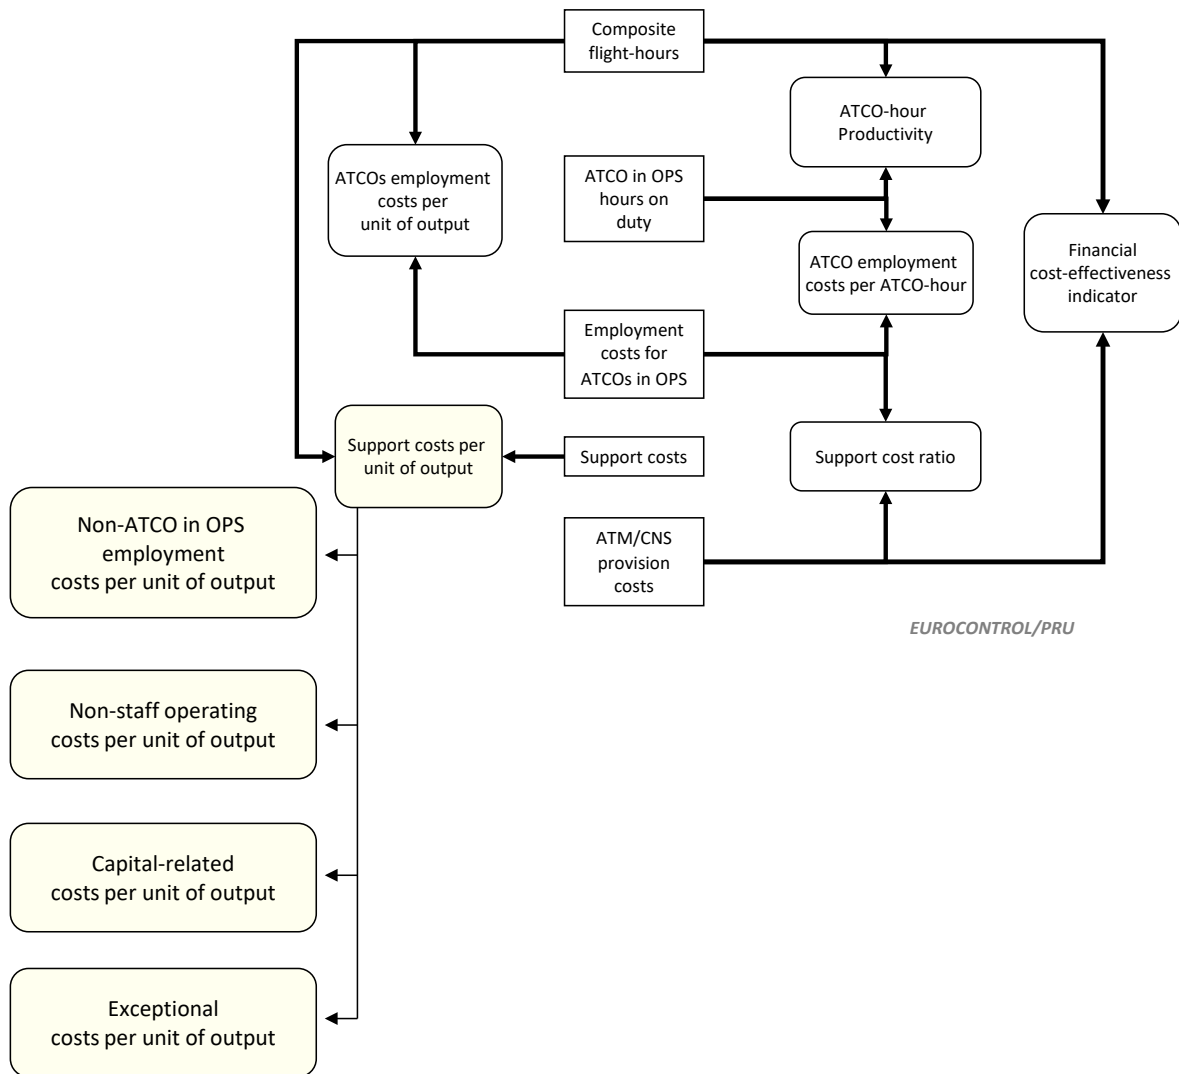 Composite
flight-hours
ATCO-hour
Productivity
ATCOs employment
costs per
unit of output
ATCO in OPS
hours on
duty
ATCO employment
costs per ATCO-hour
Financial
cost-effectiveness
indicator
Employment
costs for
ATCOs in OPS
Support costs per
unit of output
Support costs
Support cost ratio
Non-ATCO in OPS
employment
costs per unit of output
ATM/CNS
provision
costs
EUROCONTROL/PRU
Non-staff operating
costs per unit of output
Capital-related
costs per unit of output
Exceptional
costs per unit of output